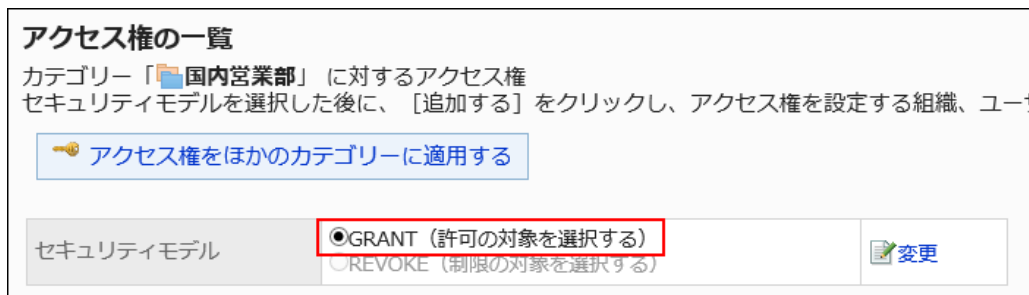 アクセス権の一覧
カテゴリー「国内営業部」 に対するアクセス権
セキュリティモデルを選択した後に、［追加する］をクリックし、アクセス権を設定する組織、ユー
アクセス権をほかのカテゴリーに適用する
セキュリティモデル
GRANT（許可の対象を選択する）
REVOKE（制限の対象を選択する）
変更